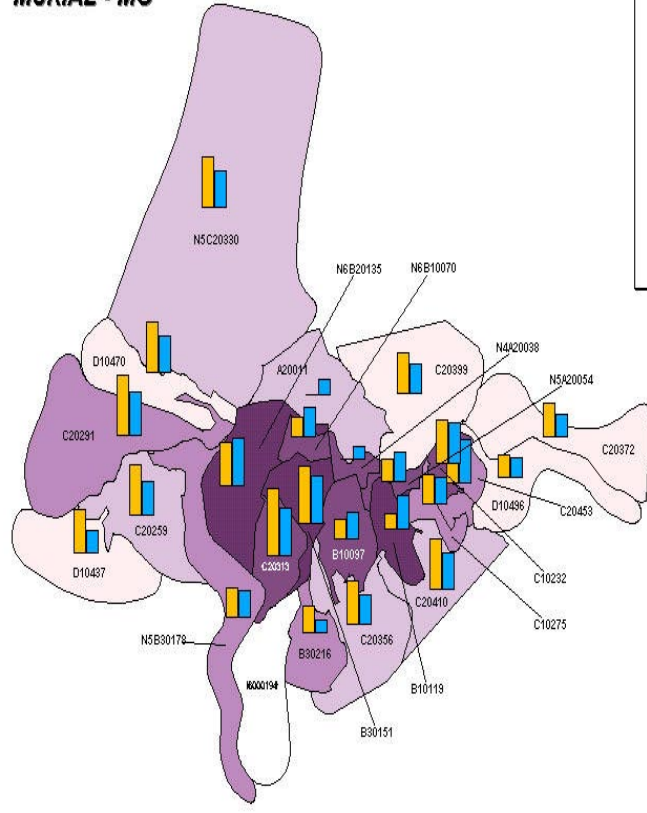 MURIAÉ - MG
N5C20330
N6B20135
N6B10070
N4A20038
D10470
A20011
C20399
N5A20054
C20291
C20372
C20259
D10496
C20453
D10437
C20313
B10097
C10232
C20410
C10275
N5B30178
B30216
C20356
B10119
B30151